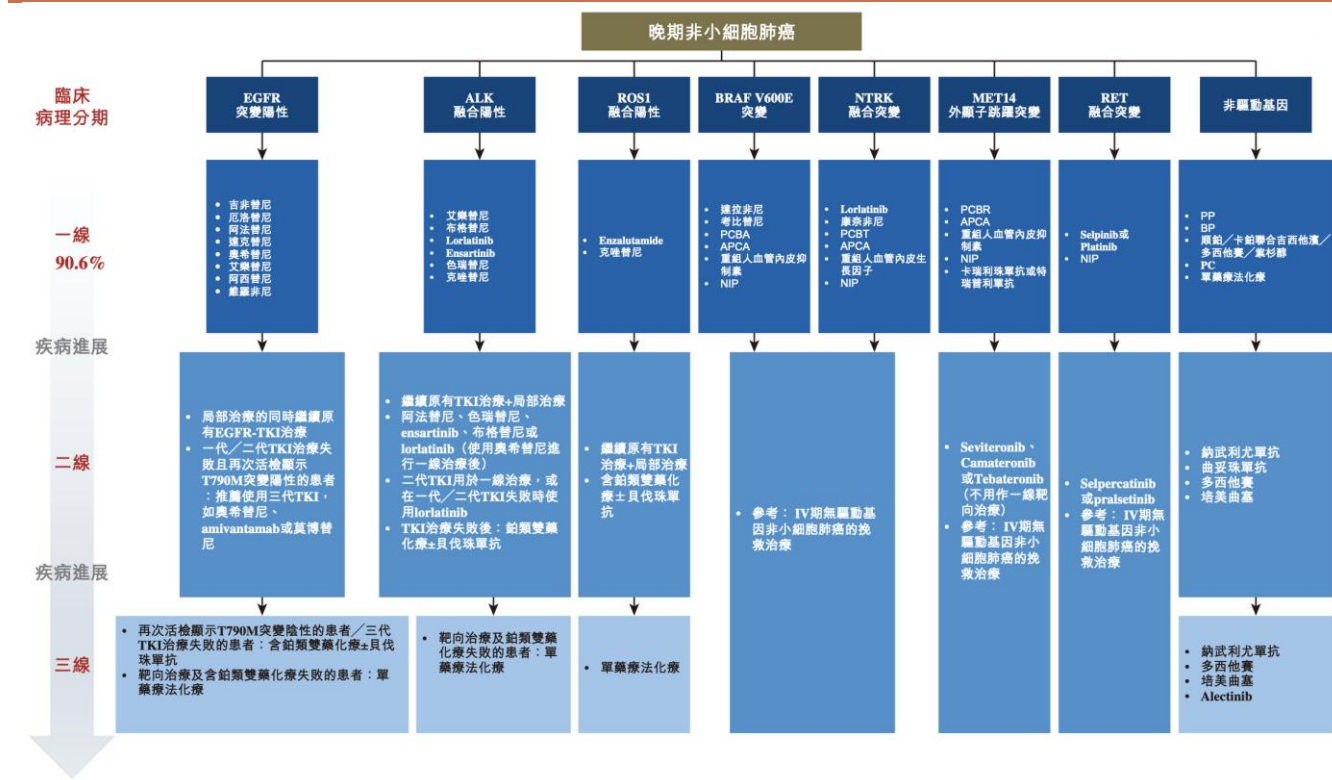 晚期非小細胞肺癌
臨床
病理分期
EGFR
突變陽性
ALK
融合陽性
ROS1
融合陽性
BRAF V600E
突變
NTRK
融合突變
MET14
外顯子跳躍突變
RET
融合突變
非驅動基因
一線
90.6%
• 吉非替尼
• 厄洛替尼
• 阿法替尼
• 達克替尼
• 奧希替尼
• 艾樂替尼
• 阿西替尼
• 維羅非尼
• 艾樂替尼
• 布格替尼
• Lorlatinib
• Ensartinib
• 色瑞替尼
• 克唑替尼
• Enzalutamide
• 克唑替尼
• 達拉非尼
• 考比替尼
• PCBA
• APCA
• 重組人血管內皮抑
制素
• NIP
• Lorlatinib
• 康奈非尼
• PCBT
• APCA
• 重組人血管內皮生
長因子
• NIP
• PCBR
• APCA
• 重組人血管內皮抑
制素
• NIP
• 卡瑞利珠單抗或特
瑞普利單抗
• Selpinib或
Platinib
• NIP
• PP
• BP
• 順鉑╱卡鉑聯合吉西他濱╱
多西他賽╱紫杉醇
• PC
• 單藥療法化療
疾病進展
二線
• 局部治療的同時繼續原
有EGFR-TKI治療
• 一代╱二代TKI治療失
敗且再次活檢顯示
T790M突變陽性的患者
：推薦使用三代TKI，
如奧希替尼、
amivantamab或莫博替
尼
• 繼續原有TKI治療+局部治療
• 阿法替尼、色瑞替尼、
ensartinib、布格替尼或
lorlatinib（使用奧希替尼進
行一線治療後）
• 二代TKI用於一線治療，或
在一代╱二代TKI失敗時使
用lorlatinib
• TKI治療失敗後：鉑類雙藥
化療±貝伐珠單抗
• 繼續原有TKI
治療+局部治療
• 含鉑類雙藥化
療±貝伐珠單
抗
• 參考： IV期無驅動基
因非小細胞肺癌的挽
救治療
• Seviteronib、
Camateronib
或Tebateronib
（不用作一線靶
向治療）
• 參考： IV期無
驅動基因非小
細胞肺癌的挽
救治療
• Selpercatinib
或pralsetinib
• 參考： IV期無
驅動基因非小
細胞肺癌的挽
救治療
• 納武利尤單抗
• 曲妥珠單抗
• 多西他賽
• 培美曲塞
疾病進展
三線
• 再次活檢顯示T790M突變陰性的患者╱三代
TKI治療失敗的患者：含鉑類雙藥化療±貝伐
珠單抗
• 靶向治療及含鉑類雙藥化療失敗的患者：單
藥療法化療
• 靶向治療及鉑類雙藥
化療失敗的患者：單
藥療法化療
• 單藥療法化療
• 納武利尤單抗
• 多西他賽
• 培美曲塞
• Alectinib